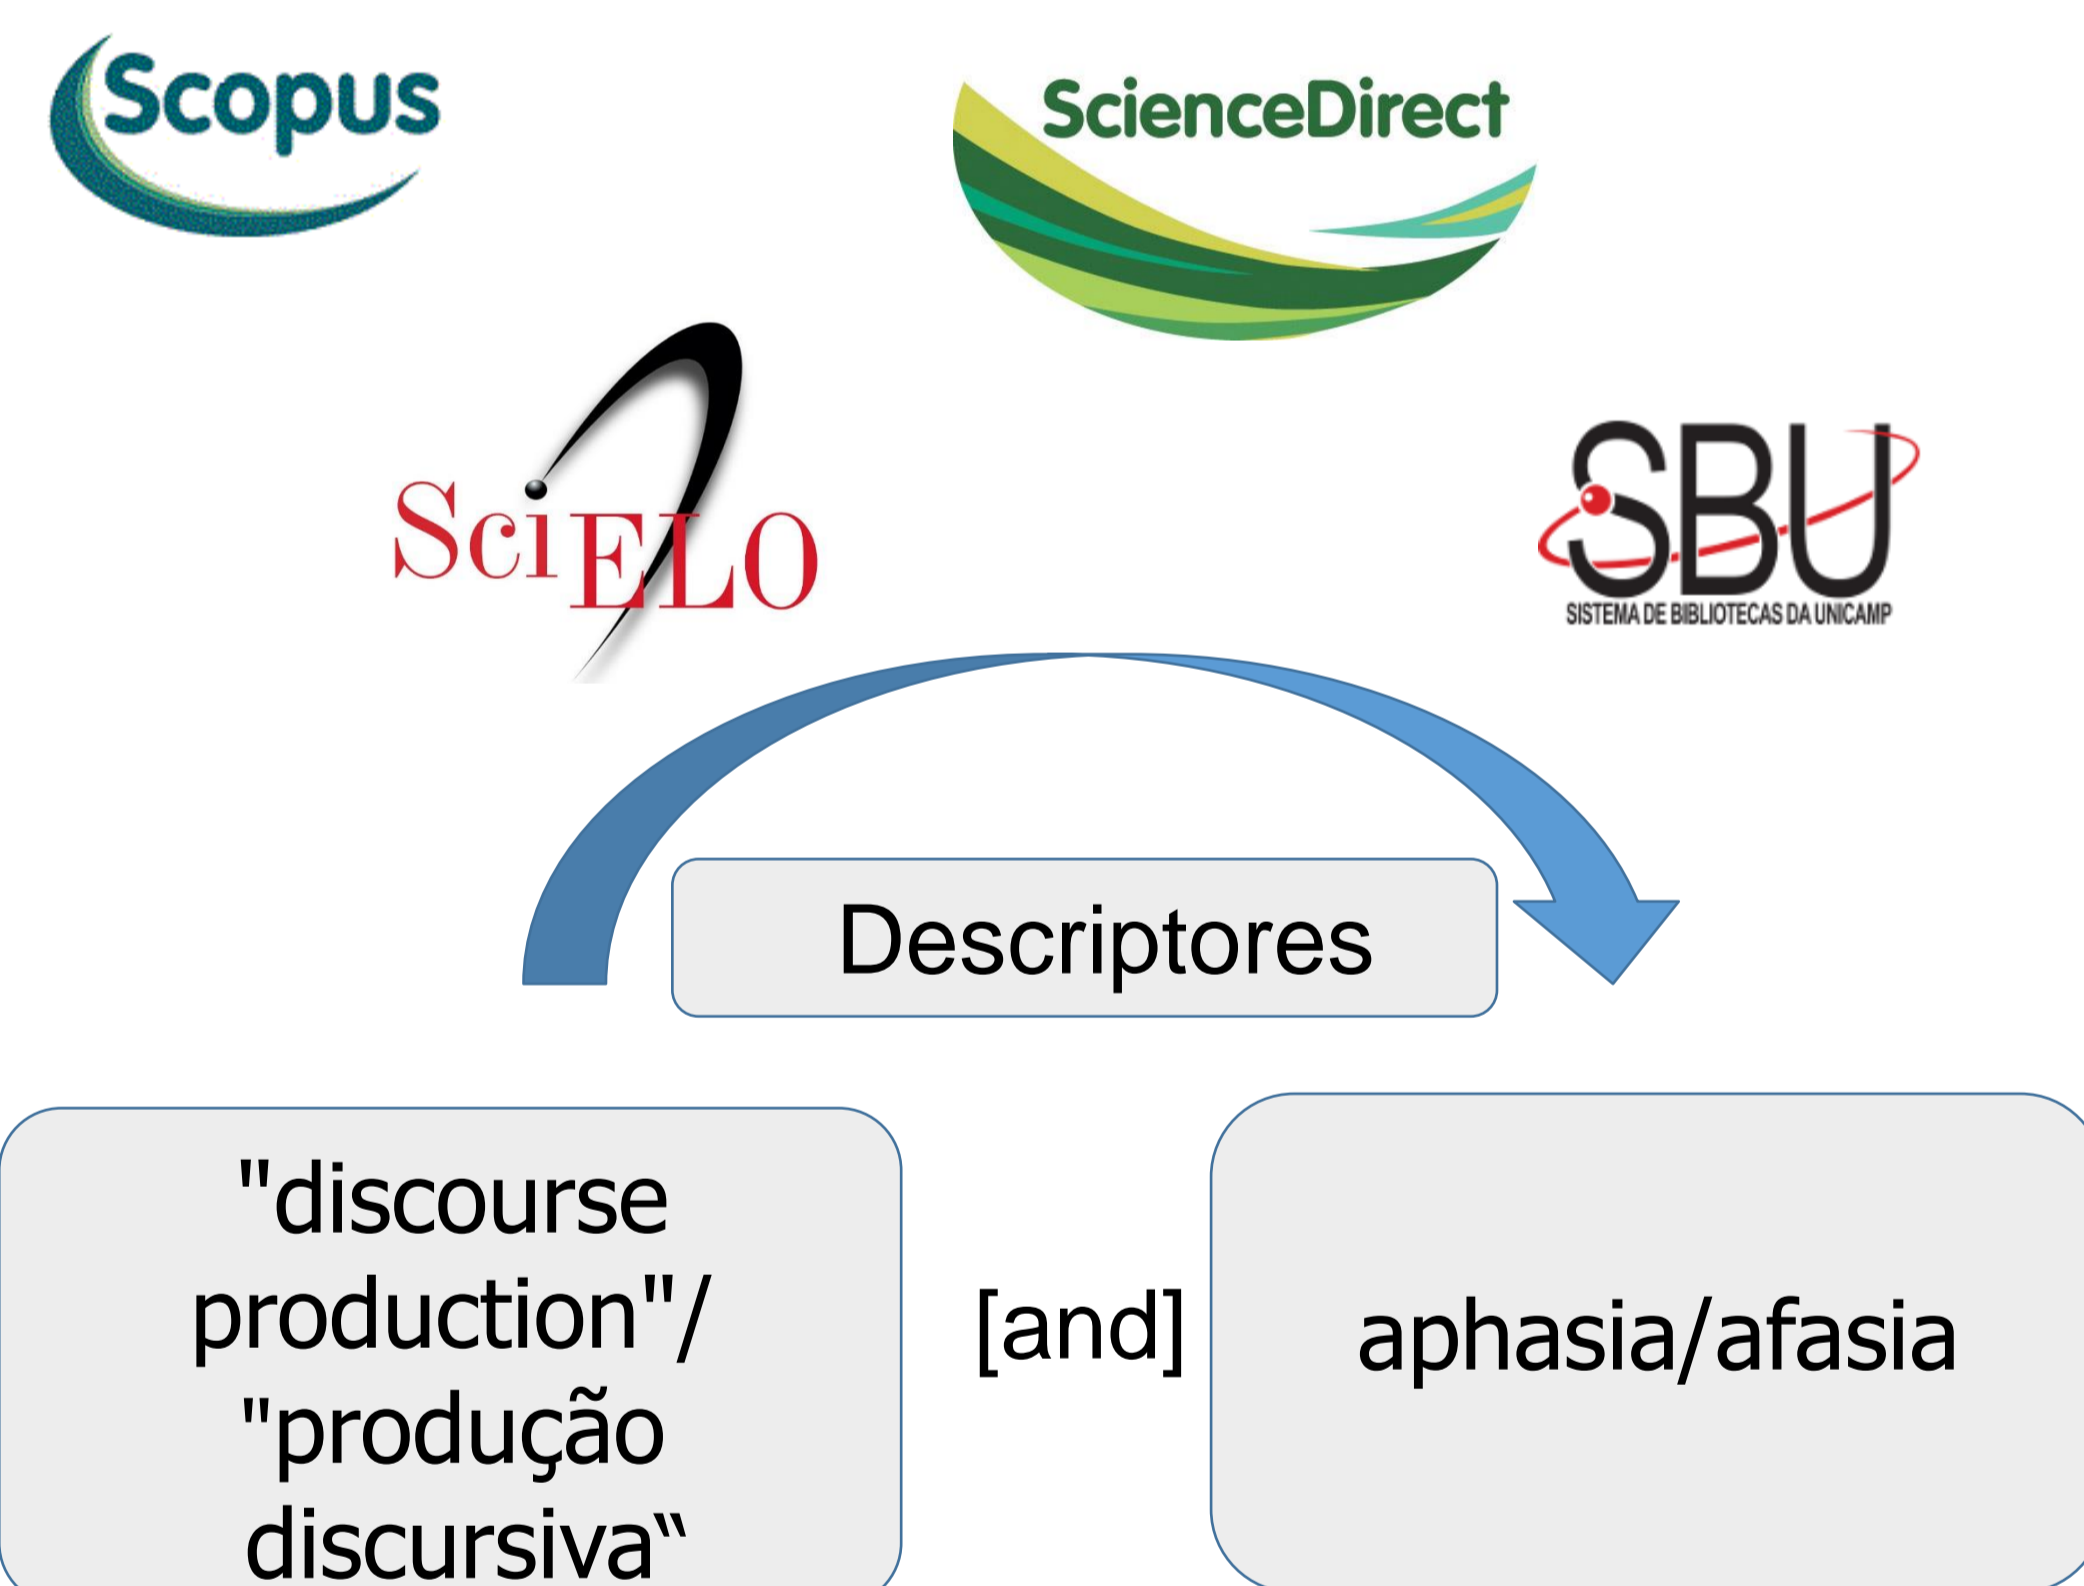 Scopus
ScienceDirect
SciELO
SBU
SISTEMA DE BIBLIOTECAS DA UNICAMP
Descriptores
"discourse
production"/
"produção
discursiva“
[and]
aphasia/afasia